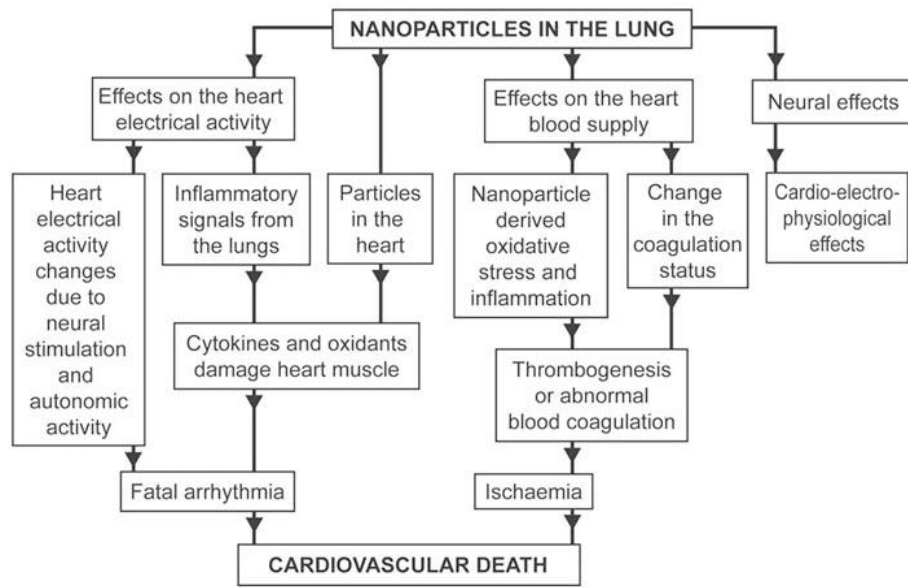 NANOPARTICLES IN THE LUNG
Effects on the heart
electrical activity
Effects on the heart
blood supply
Neural effects
Heart
electrical
activity
changes
due to
neural
stimulation
and
autonomic
activity
Inflammatory
signals from
the lungs
Particles
in the
heart
Nanoparticle
derived
oxidative
stress and
inflammation
Change
in the
coagulation
status
Cardio-electro-
physiological
effects
Cytokines and oxidants
damage heart muscle
Thrombogenesis
or abnormal
blood coagulation
Fatal arrhythmia
Ischaemia
CARDIOVASCULAR DEATH